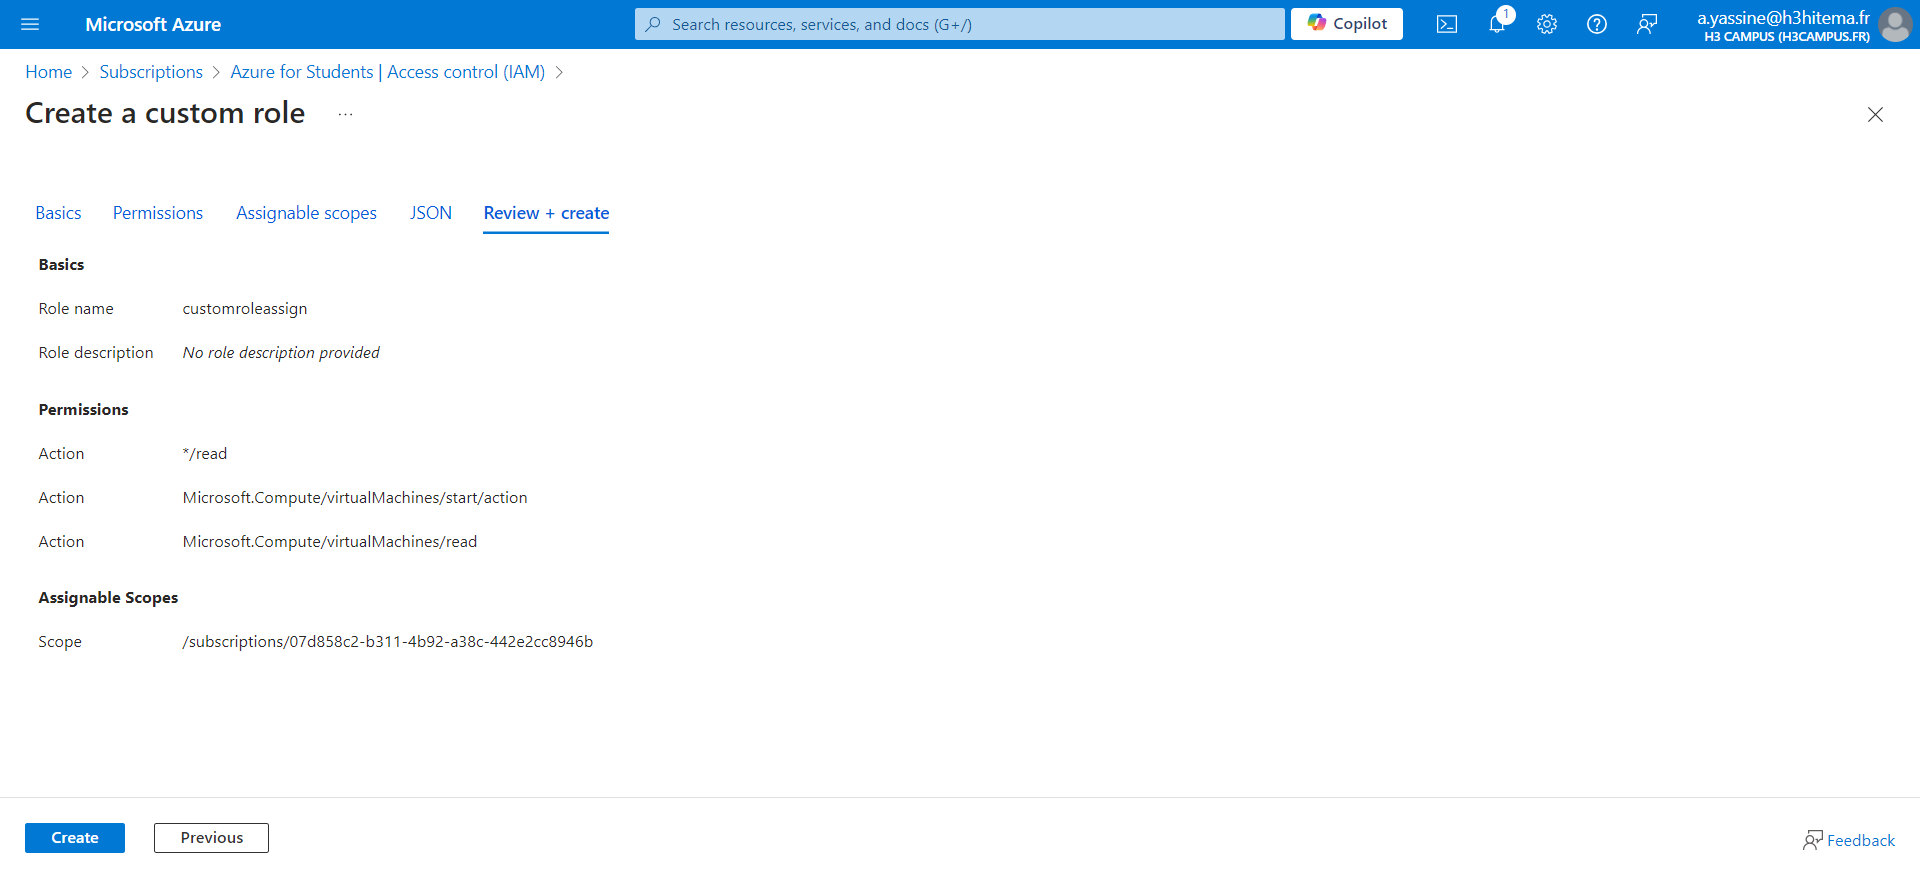 Microsoft Azure
Search resources, services, and docs (G+/)
Copilot
1
a.yassine@h3hitema.fr
H3 CAMPUS (H3CAMPUS.FR)
Home > Subscriptions > Azure for Students | Access control (IAM) >
Create a custom role ...
Basics Permissions Assignable scopes JSON Review + create
Basics
Role name customroleassign
Role description No role description provided
Permissions
Action */read
Action Microsoft.Compute/virtualMachines/start/action
Action Microsoft.Compute/virtualMachines/read
Assignable Scopes
Scope /subscriptions/07d858c2-b311-4b92-a38c-442e2cc8946b
Create Previous
Feedback